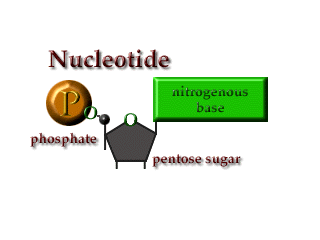 Nucleotide
nitrogenous
base
P
O
O
phosphate
pentose sugar